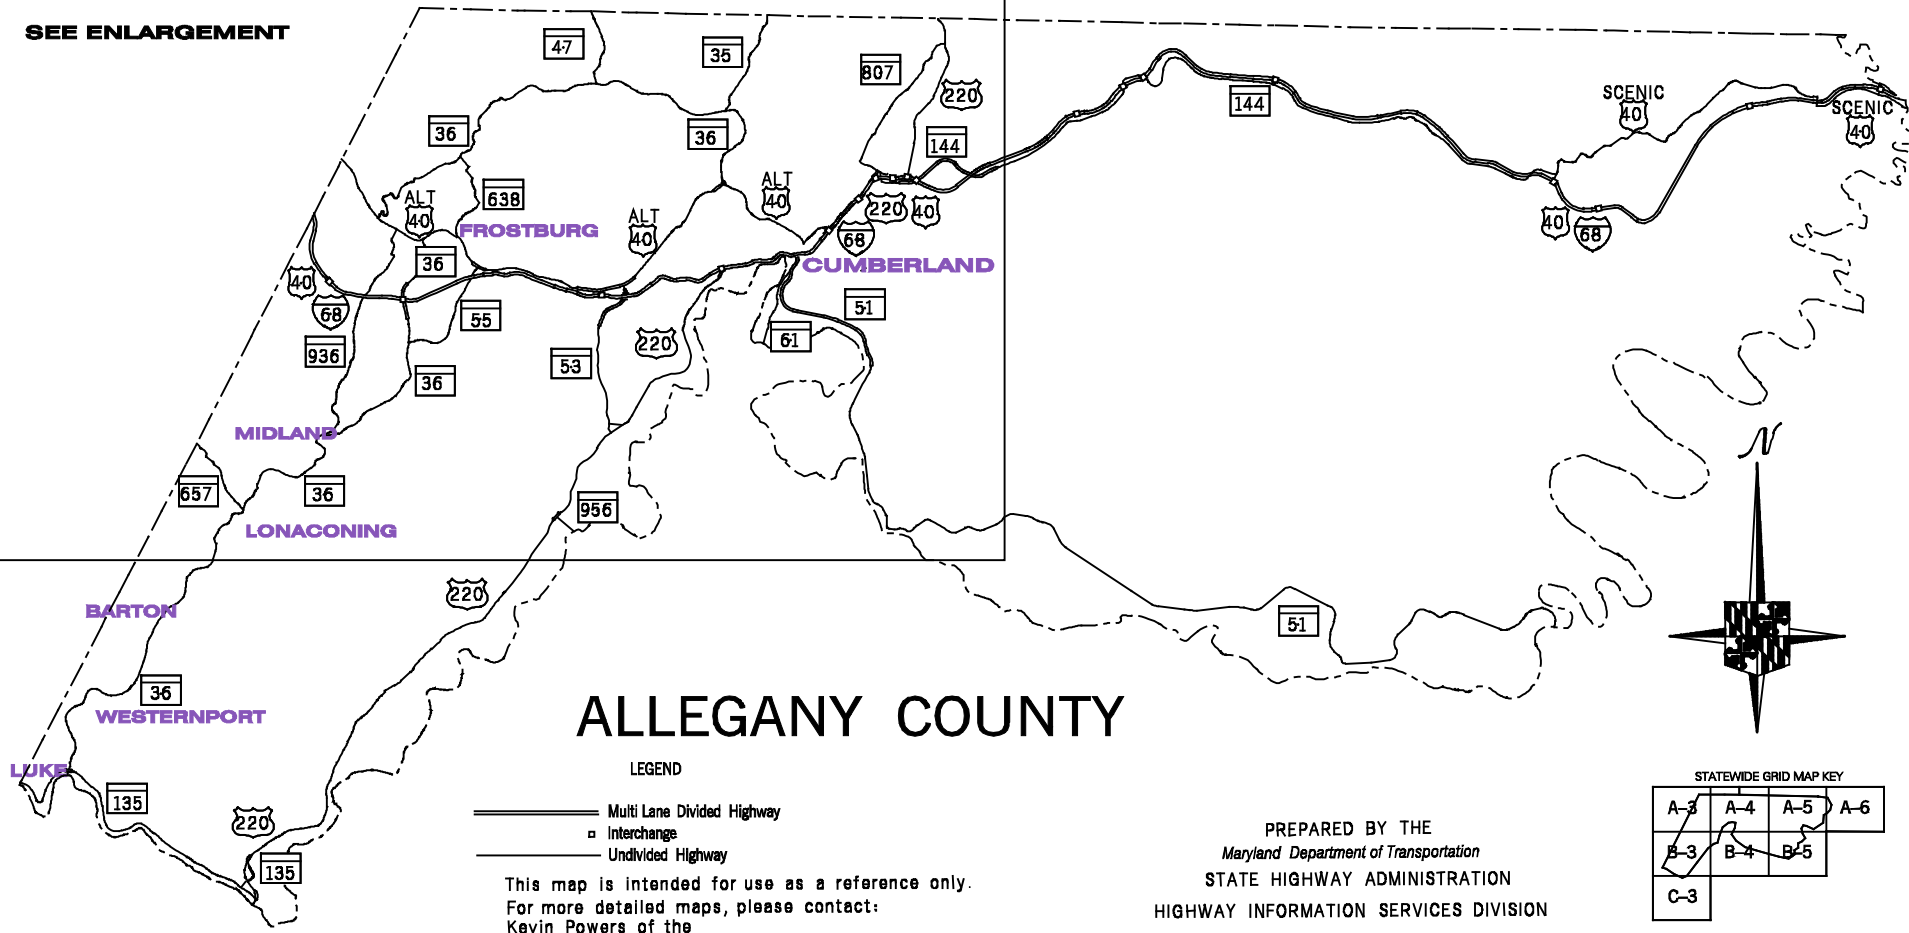 SEE ENLARGEMENT
47
35
807
220
144
SCENIC
40
SCENIC
40
36
36
144
638
ALT
40
ALT
40
ALT
40
220
40
FROSTBURG
68
40
68
36
CUMBERLAND
40
68
55
51
936
220
61
53
36
MIDLAND
657
36
956
LONACONING
220
BARTON
51
36
WESTERNPORT
LUKE
135
220
135
N
ALLEGANY COUNTY
LEGEND
Multi Lane Divided Highway
Interchange
Undivided Highway
This map is intended for use as a reference only.
For more detailed maps, please contact:
Kevin Powers of the
PREPARED BY THE
Maryland Department of Transportation
STATE HIGHWAY ADMINISTRATION
HIGHWAY INFORMATION SERVICES DIVISION
STATEWIDE GRID MAP KEY
A-3 A-4 A-5 A-6
B-3 B-4 B-5
C-3